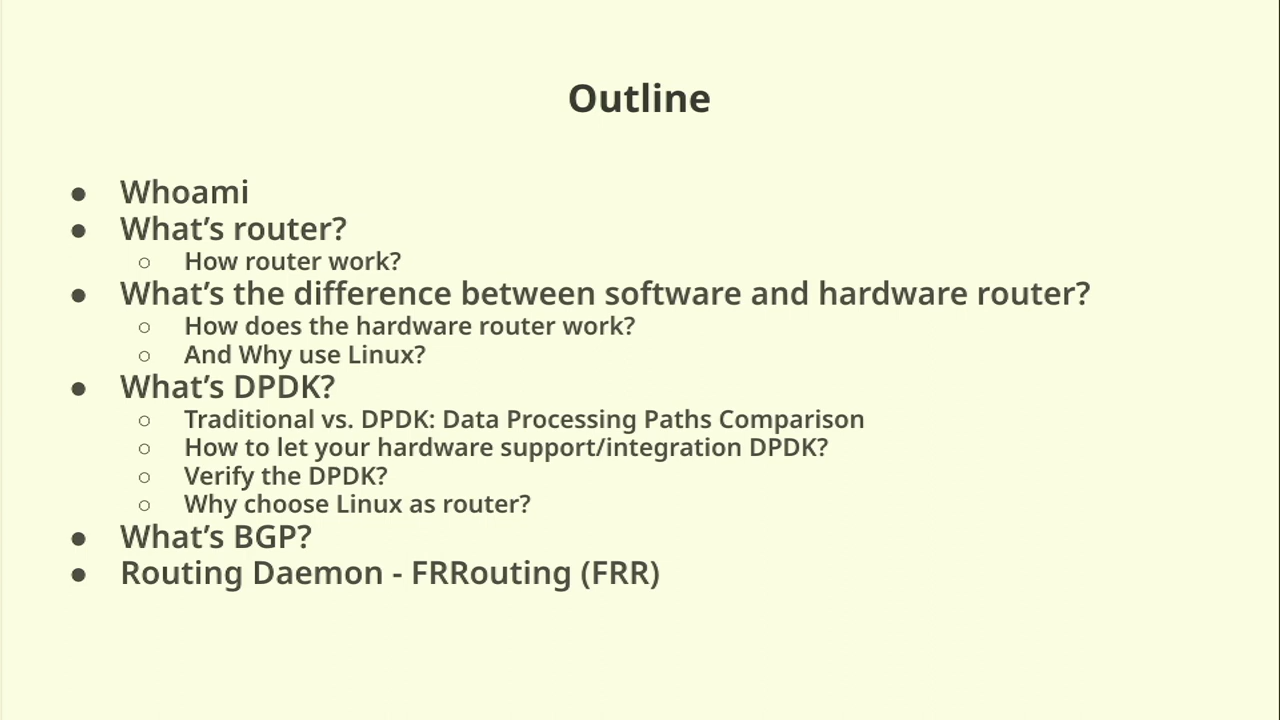 Outline
● Whoami
● What’s router?
○ How router work?
● What’s the difference between software and hardware router?
○ How does the hardware router work?
○ And Why use Linux?
● What’s DPDK?
○ Traditional vs. DPDK: Data Processing Paths Comparison
○ How to let your hardware support/integration DPDK?
○ Verify the DPDK?
○ Why choose Linux as router?
● What’s BGP?
● Routing Daemon - FRRouting (FRR)